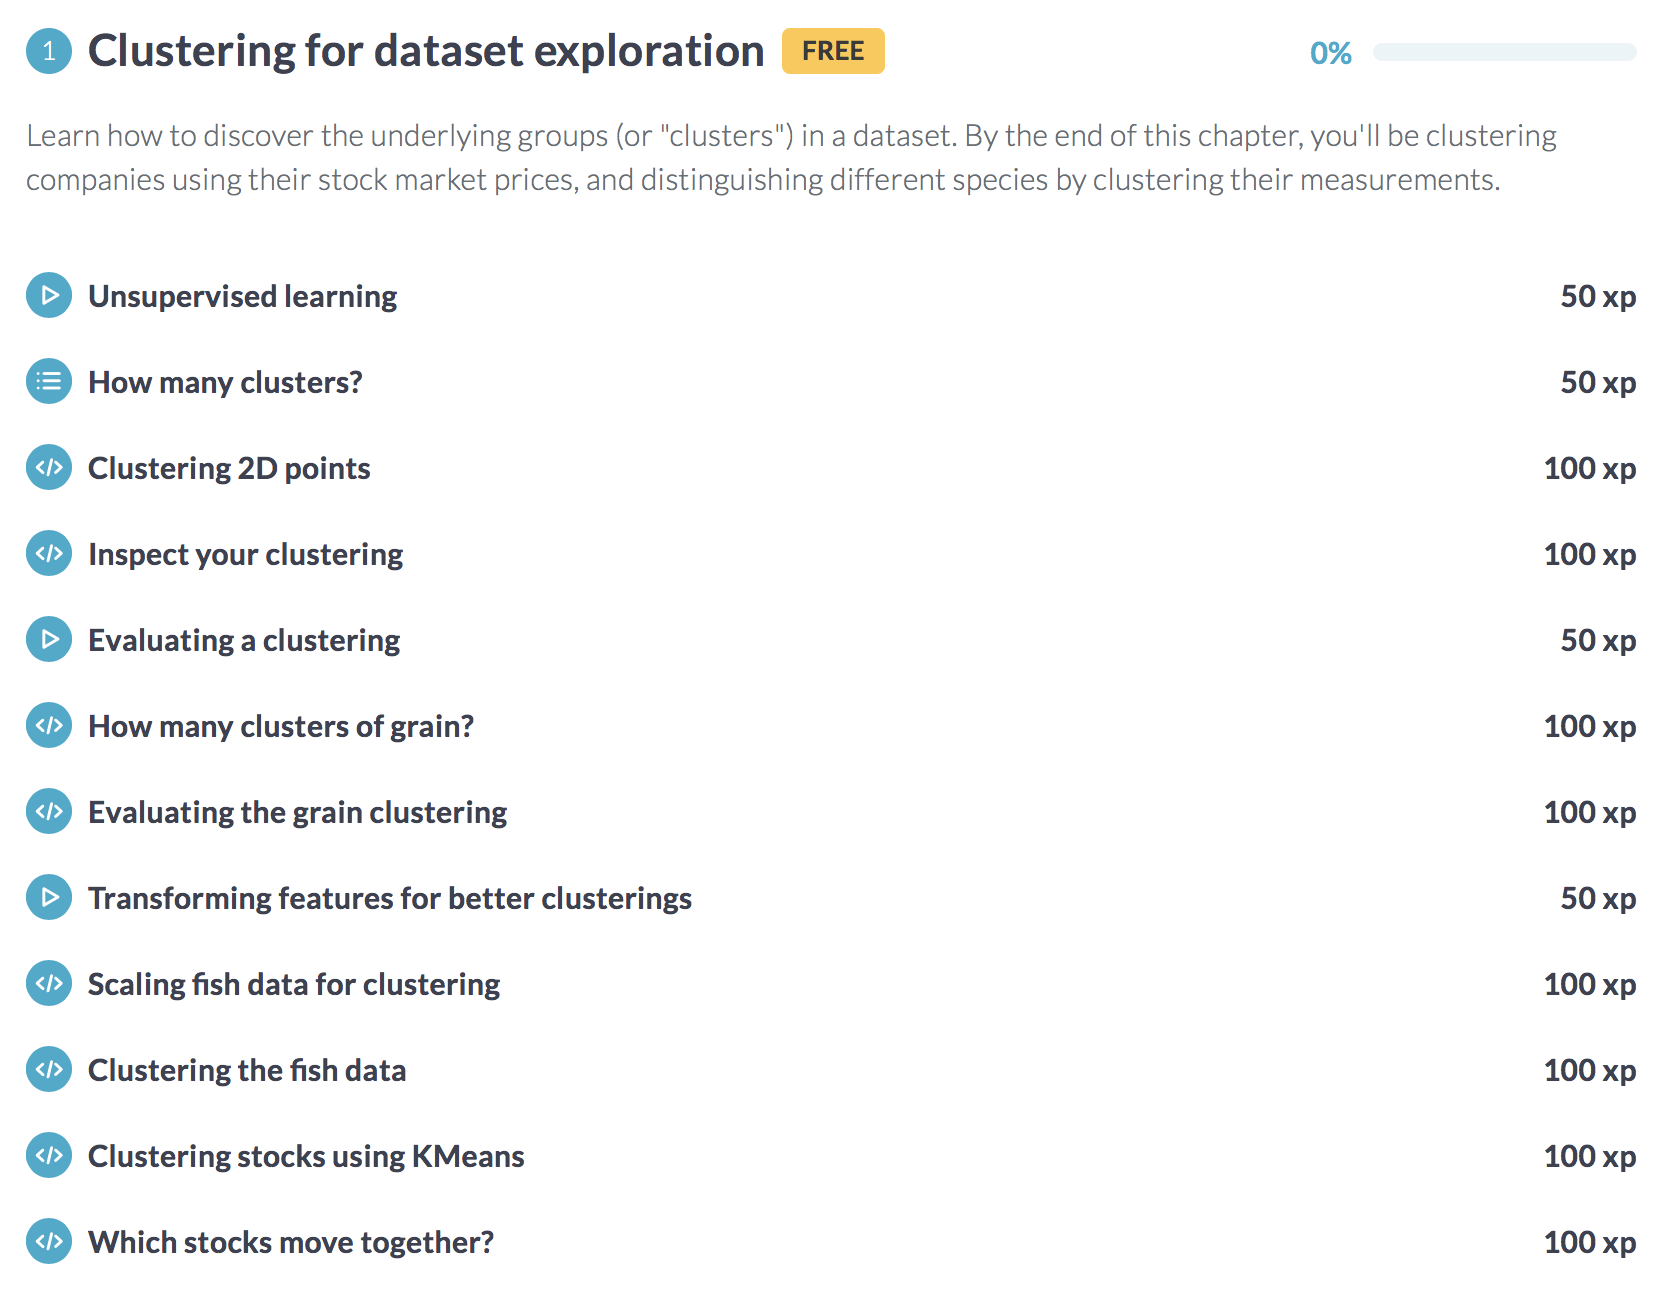 1 Clustering for dataset exploration FREE 0%
Learn how to discover the underlying groups (or "clusters") in a dataset. By the end of this chapter, you'll be clustering
companies using their stock market prices, and distinguishing different species by clustering their measurements.
Unsupervised learning 50 xp
How many clusters? 50 xp
Clustering 2D points 100 xp
Inspect your clustering 100 xp
Evaluating a clustering 50 xp
How many clusters of grain? 100 xp
Evaluating the grain clustering 100 xp
Transforming features for better clusterings 50 xp
Scaling fish data for clustering 100 xp
Clustering the fish data 100 xp
Clustering stocks using KMeans 100 xp
Which stocks move together? 100 xp